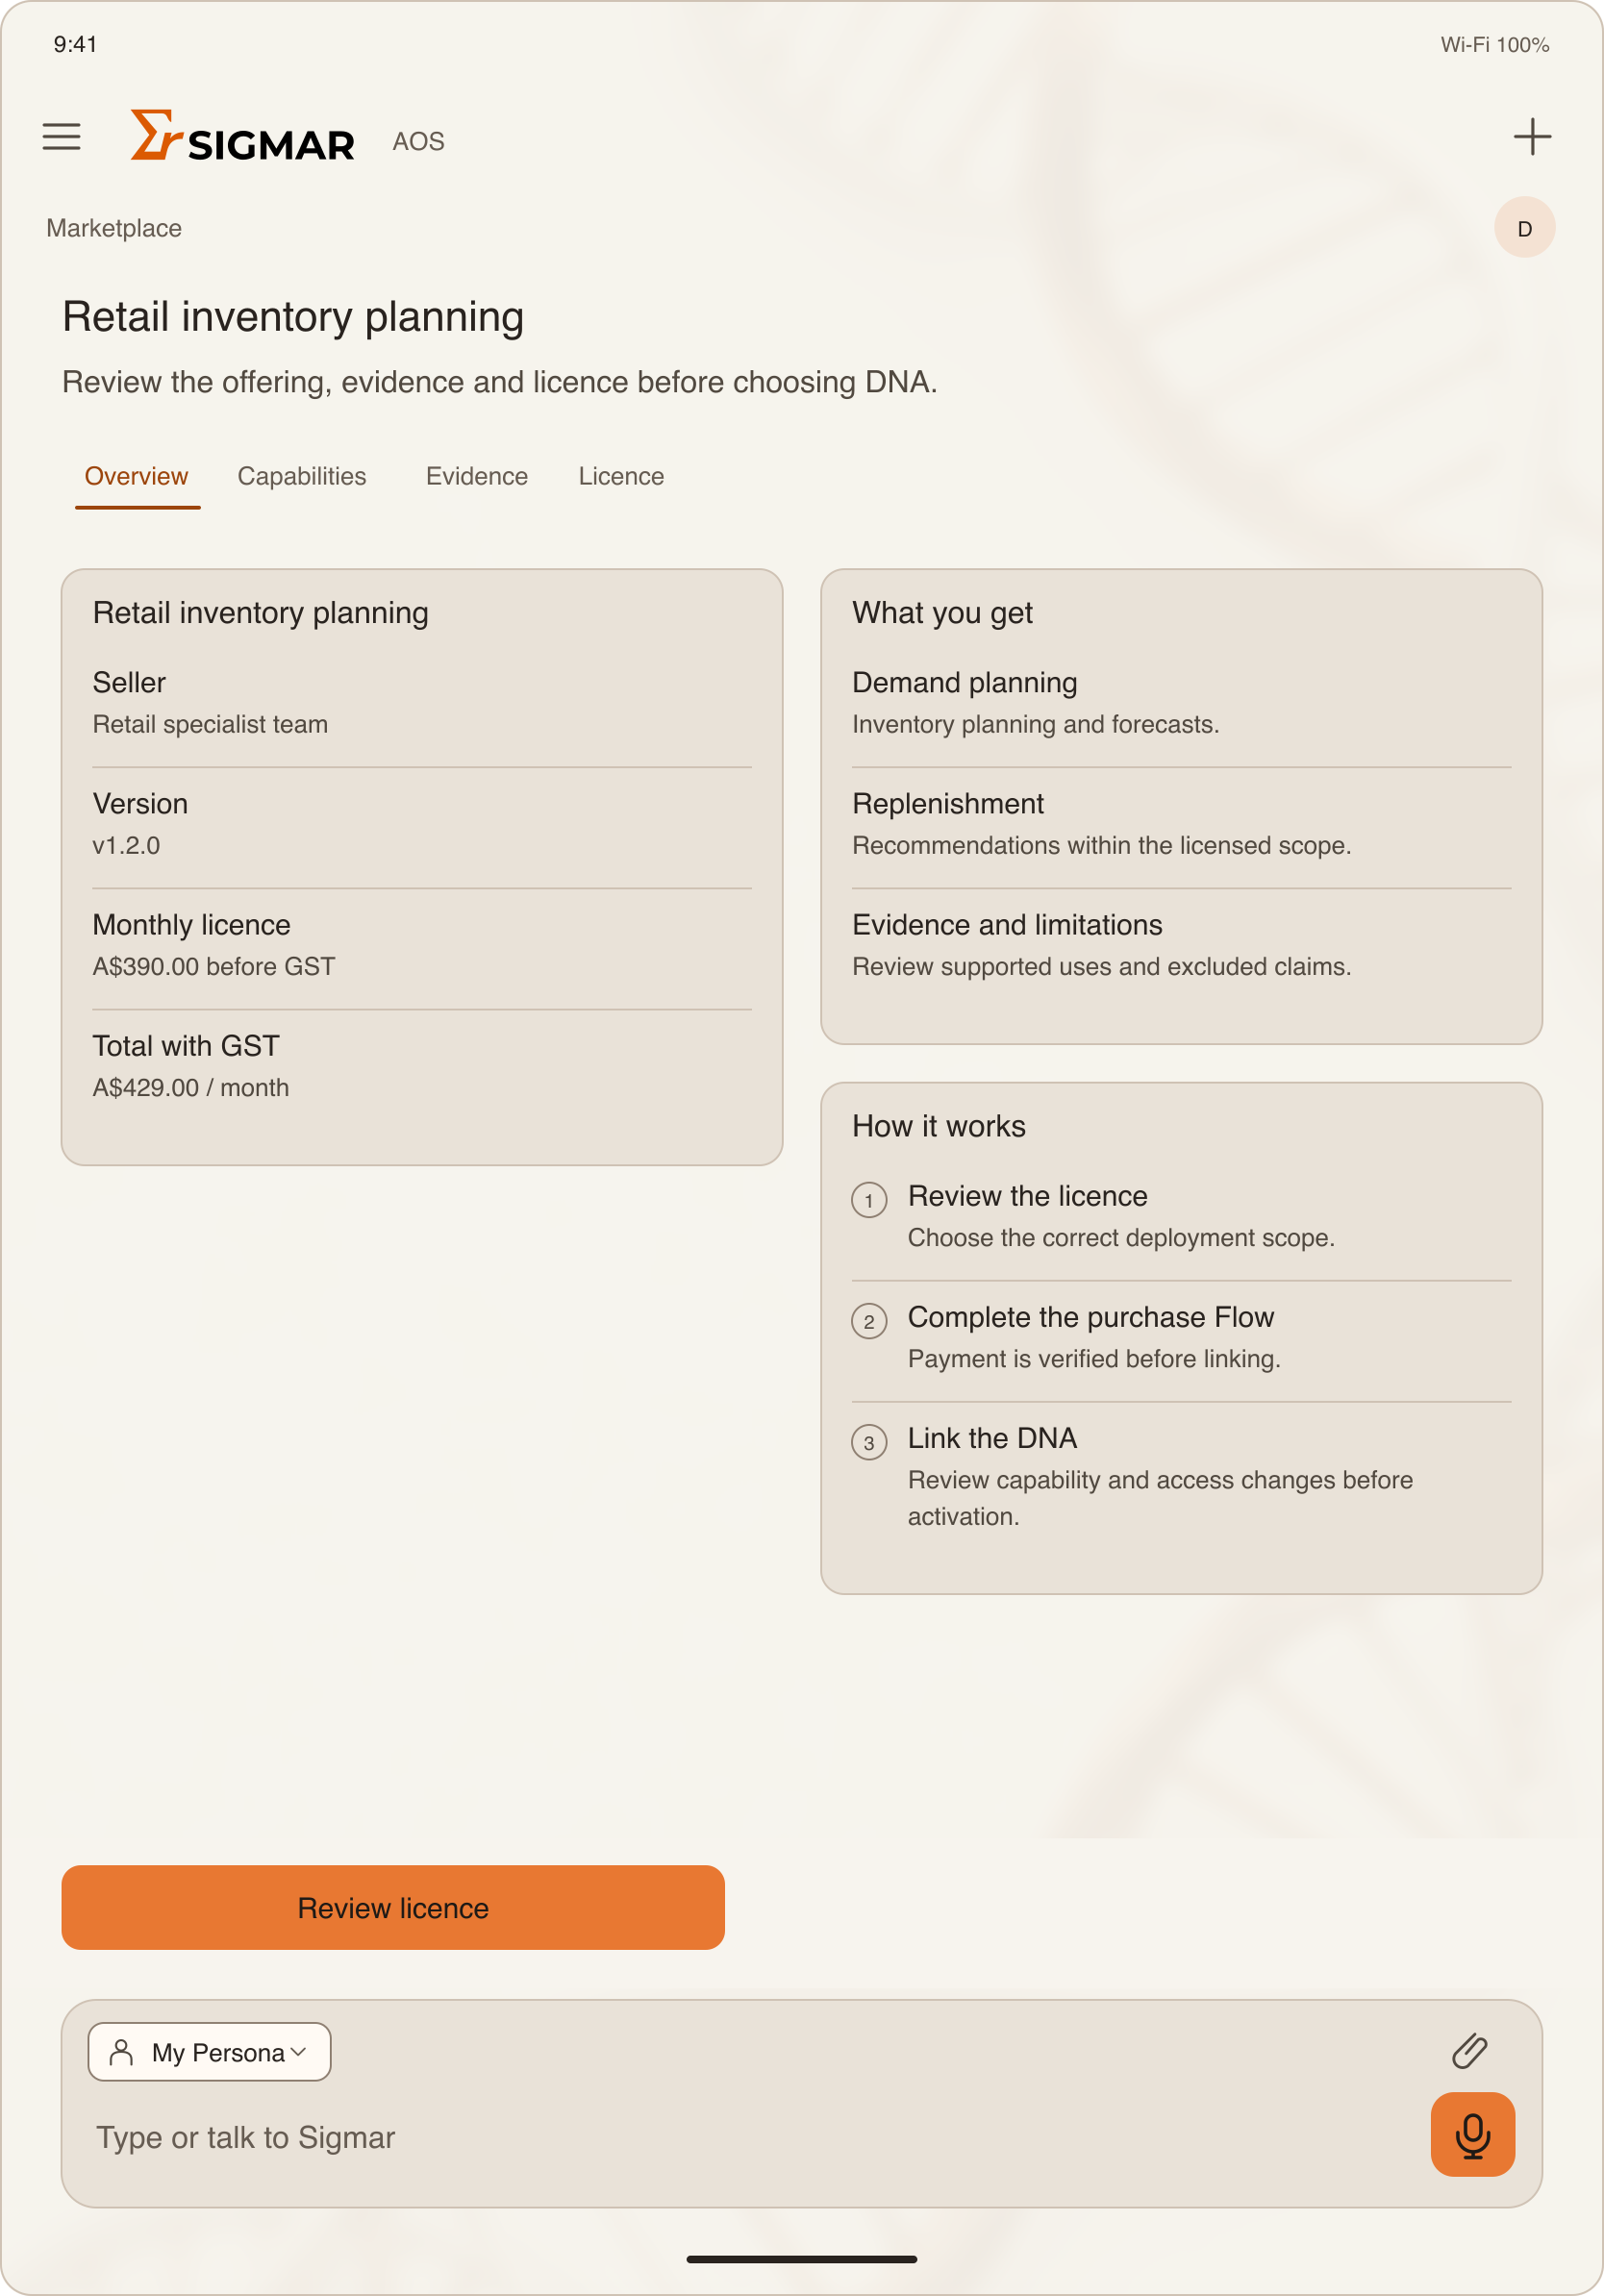 9:41
Wi-Fi 100%
Σr SIGMAR AOS
Marketplace
D
Retail inventory planning
Review the offering, evidence and licence before choosing DNA.
Overview Capabilities Evidence Licence
Retail inventory planning
Seller
Retail specialist team
Version
v1.2.0
Monthly licence
A$390.00 before GST
Total with GST
A$429.00 / month
What you get
Demand planning
Inventory planning and forecasts.
Replenishment
Recommendations within the licensed scope.
Evidence and limitations
Review supported uses and excluded claims.
How it works
1 Review the licence
Choose the correct deployment scope.
2 Complete the purchase Flow
Payment is verified before linking.
3 Link the DNA
Review capability and access changes before
activation.
Review licence
My Persona
Type or talk to Sigmar